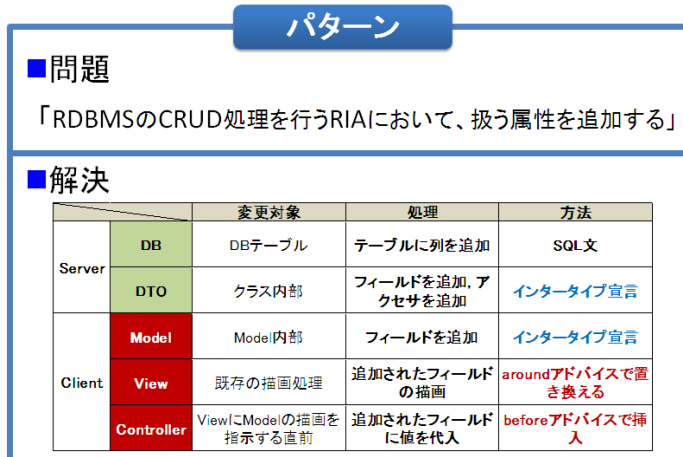 パターン
■問題
「RDBMSのCRUD処理を行うRIAにおいて、扱う属性を追加する」
■解決
変更対象 処理 方法
Server DB DBテーブル テーブルに列を追加 SQL文
DTO クラス内部 フィールドを追加, ア
クセサを追加 インタータイプ宣言
Client Model Model内部 フィールドを追加 インタータイプ宣言
View 既存の描画処理 追加されたフィールド
の描画 aroundアドバイスで置
き換える
Controller ViewにModelの描画を
指示する直前 追加されたフィールド
に値を代入 beforeアドバイスで挿
入